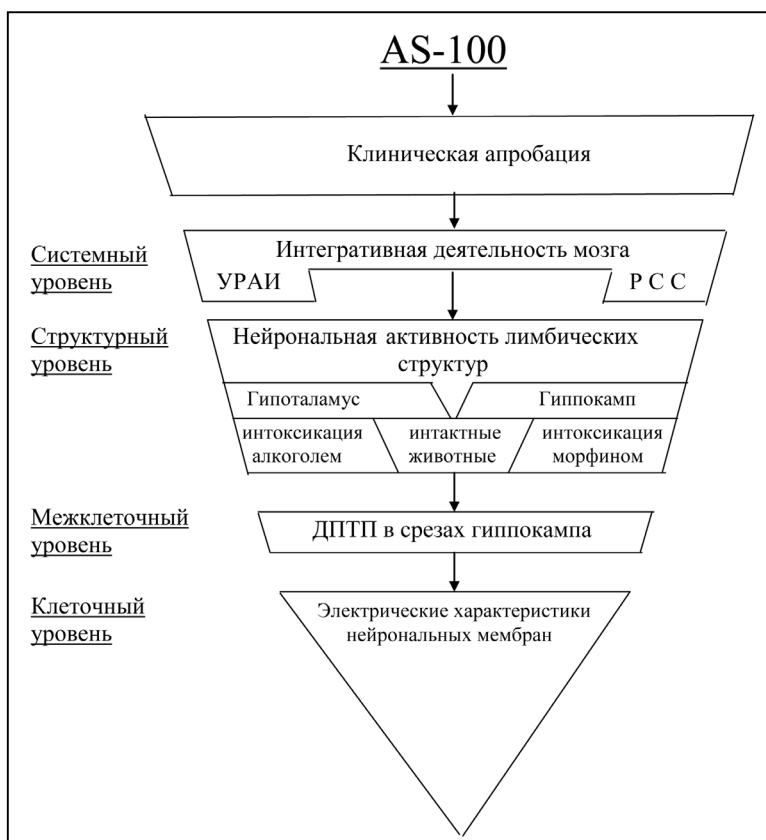 AS-100
Клиническая апробация
Системный
уровень
Интегративная деятельность мозга
УРАИ
Р С С
Структурный
уровень
Нейрональная активность лимбических
структур
Гипоталамус
Гиппокамп
интоксикация
алкоголем
интактные
животные
интоксикация
морфином
Межклеточный
уровень
ДПТП в срезах гиппокампа
Клеточный
уровень
Электрические характеристики
нейрональных мембран